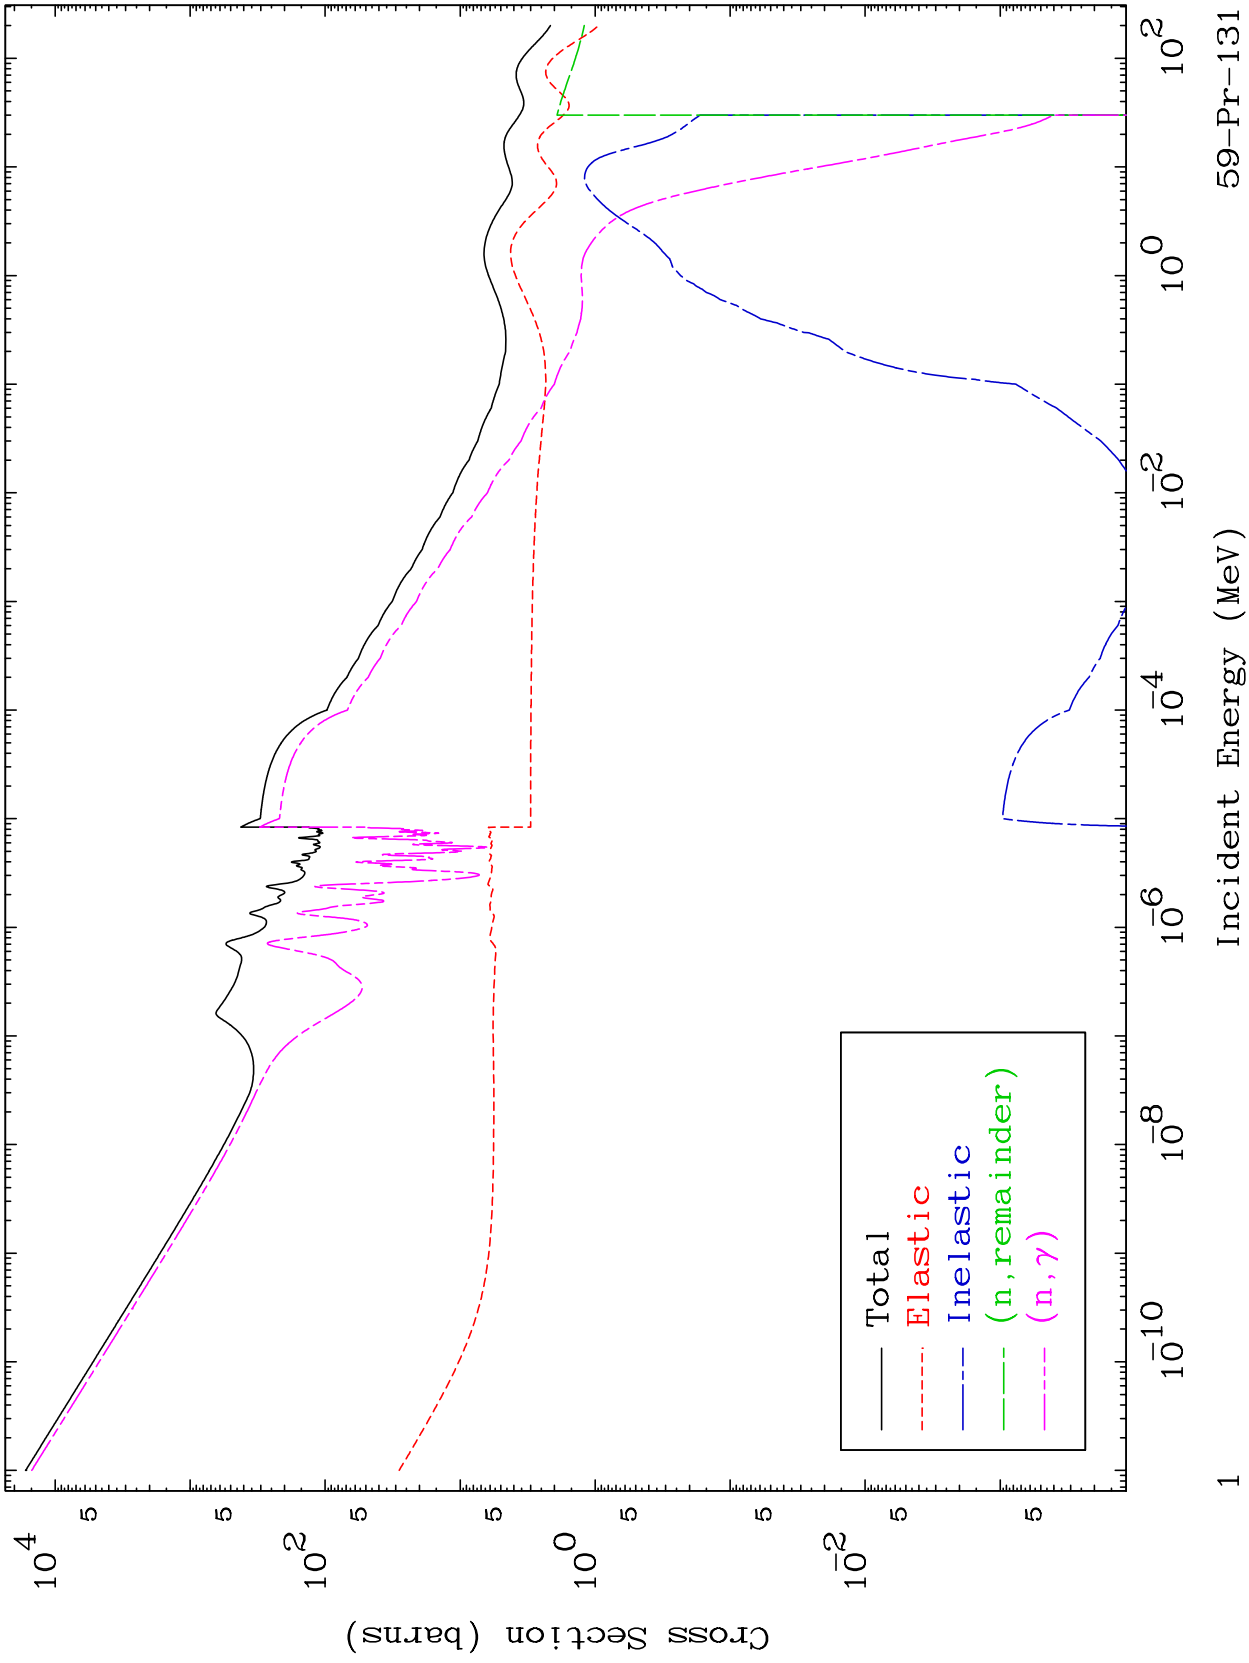 Cross Section (barns)
10^4
5
10^2
5
5
10^0
5
5
10^-2
5
5
Total
Elastic
Inelastic
(n,remainder)
(n,γ)
10^-10
10^-8
10^-6
10^-4
10^-2
10^0
10^2
1
Incident Energy (MeV)
59-Pr-131